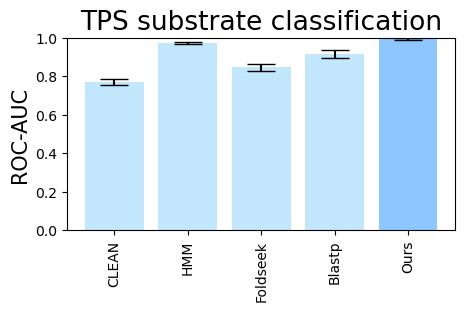 TPS substrate classification
ROC-AUC
1.0
0.8
0.6
0.4
0.2
0.0
CLEAN
HMM
Foldseek
Blastp
Ours